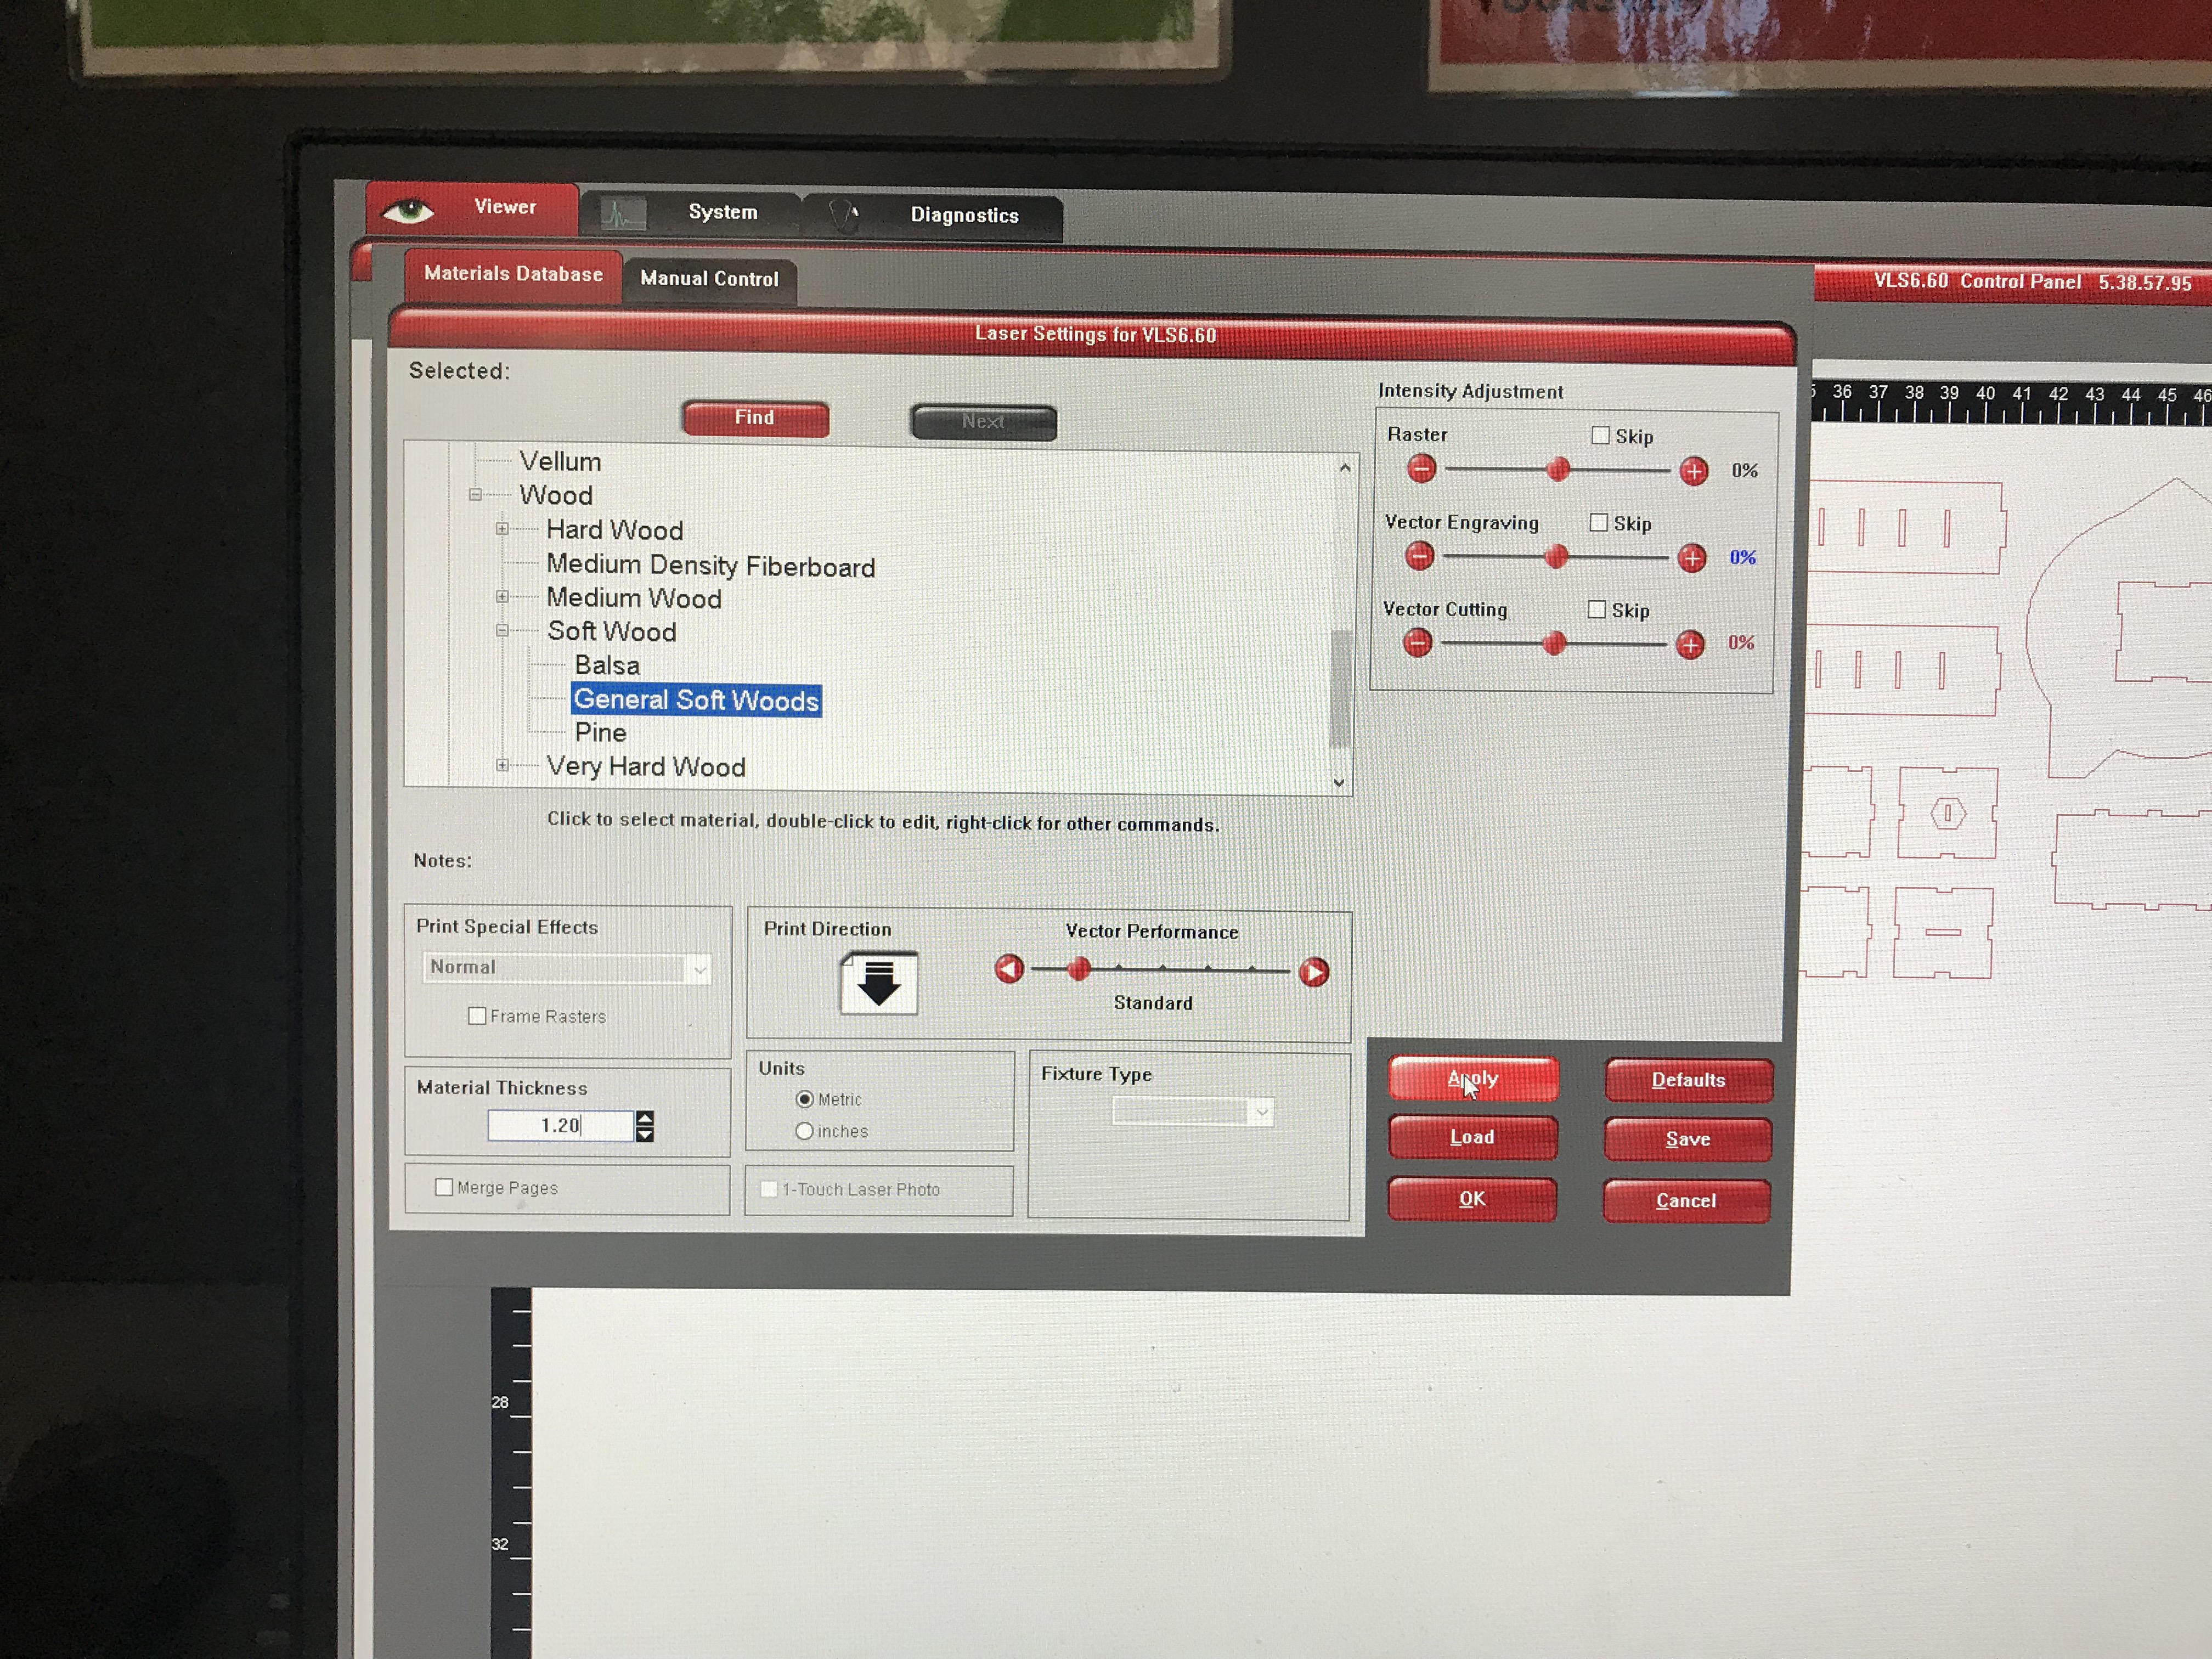 Viewer
System
Diagnostics
Materials Database
Manual Control
VLS6.60 Control Panel 5.38.57.95
Laser Settings for VLS6.60
Selected:
Find
Next
Vellum
Wood
Hard Wood
Medium Density Fiberboard
Medium Wood
Soft Wood
Balsa
General Soft Woods
Pine
Very Hard Wood
Click to select material, double-click to edit, right-click for other commands.
Notes:
Intensity Adjustment
Raster
Skip
0%
Vector Engraving
Skip
0%
Vector Cutting
Skip
0%
36 37 38 39 40 41 42 43 44 45 46
Print Special Effects
Normal
Frame Rasters
Print Direction
Vector Performance
Standard
Material Thickness
1.20
Units
Metric
inches
Fixture Type
Merge Pages
1-Touch Laser Photo
Apply
Defaults
Load
Save
OK
Cancel
28
32